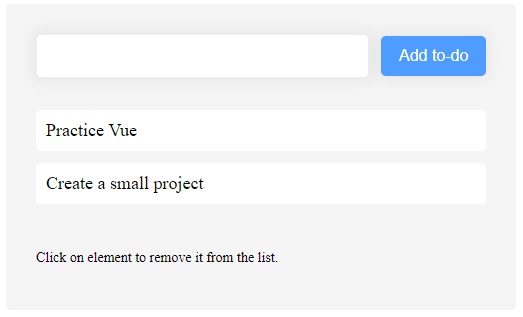 Add to-do
Practice Vue
Create a small project
Click on element to remove it from the list.